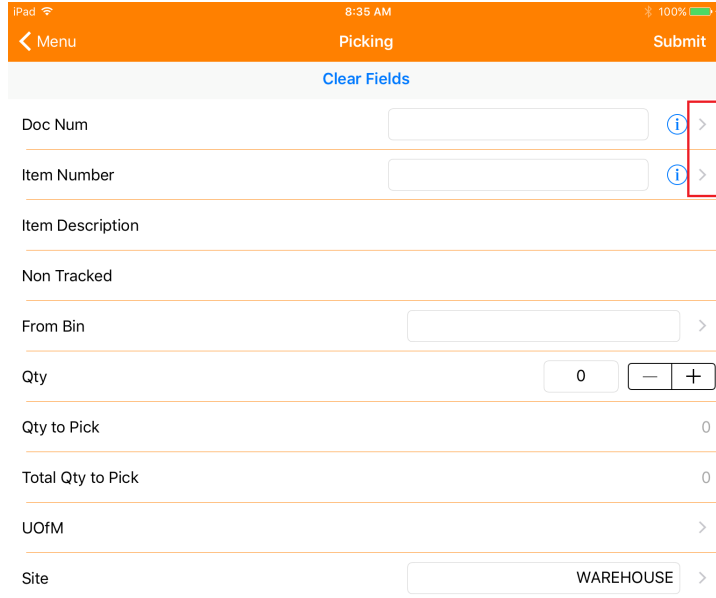 iPad 8:35 AM 100%
Menu Picking Submit
Clear Fields
Doc Num i
Item Number i
Item Description
Non Tracked
From Bin
Qty 0 — +
Qty to Pick 0
Total Qty to Pick 0
UOfM
Site WAREHOUSE